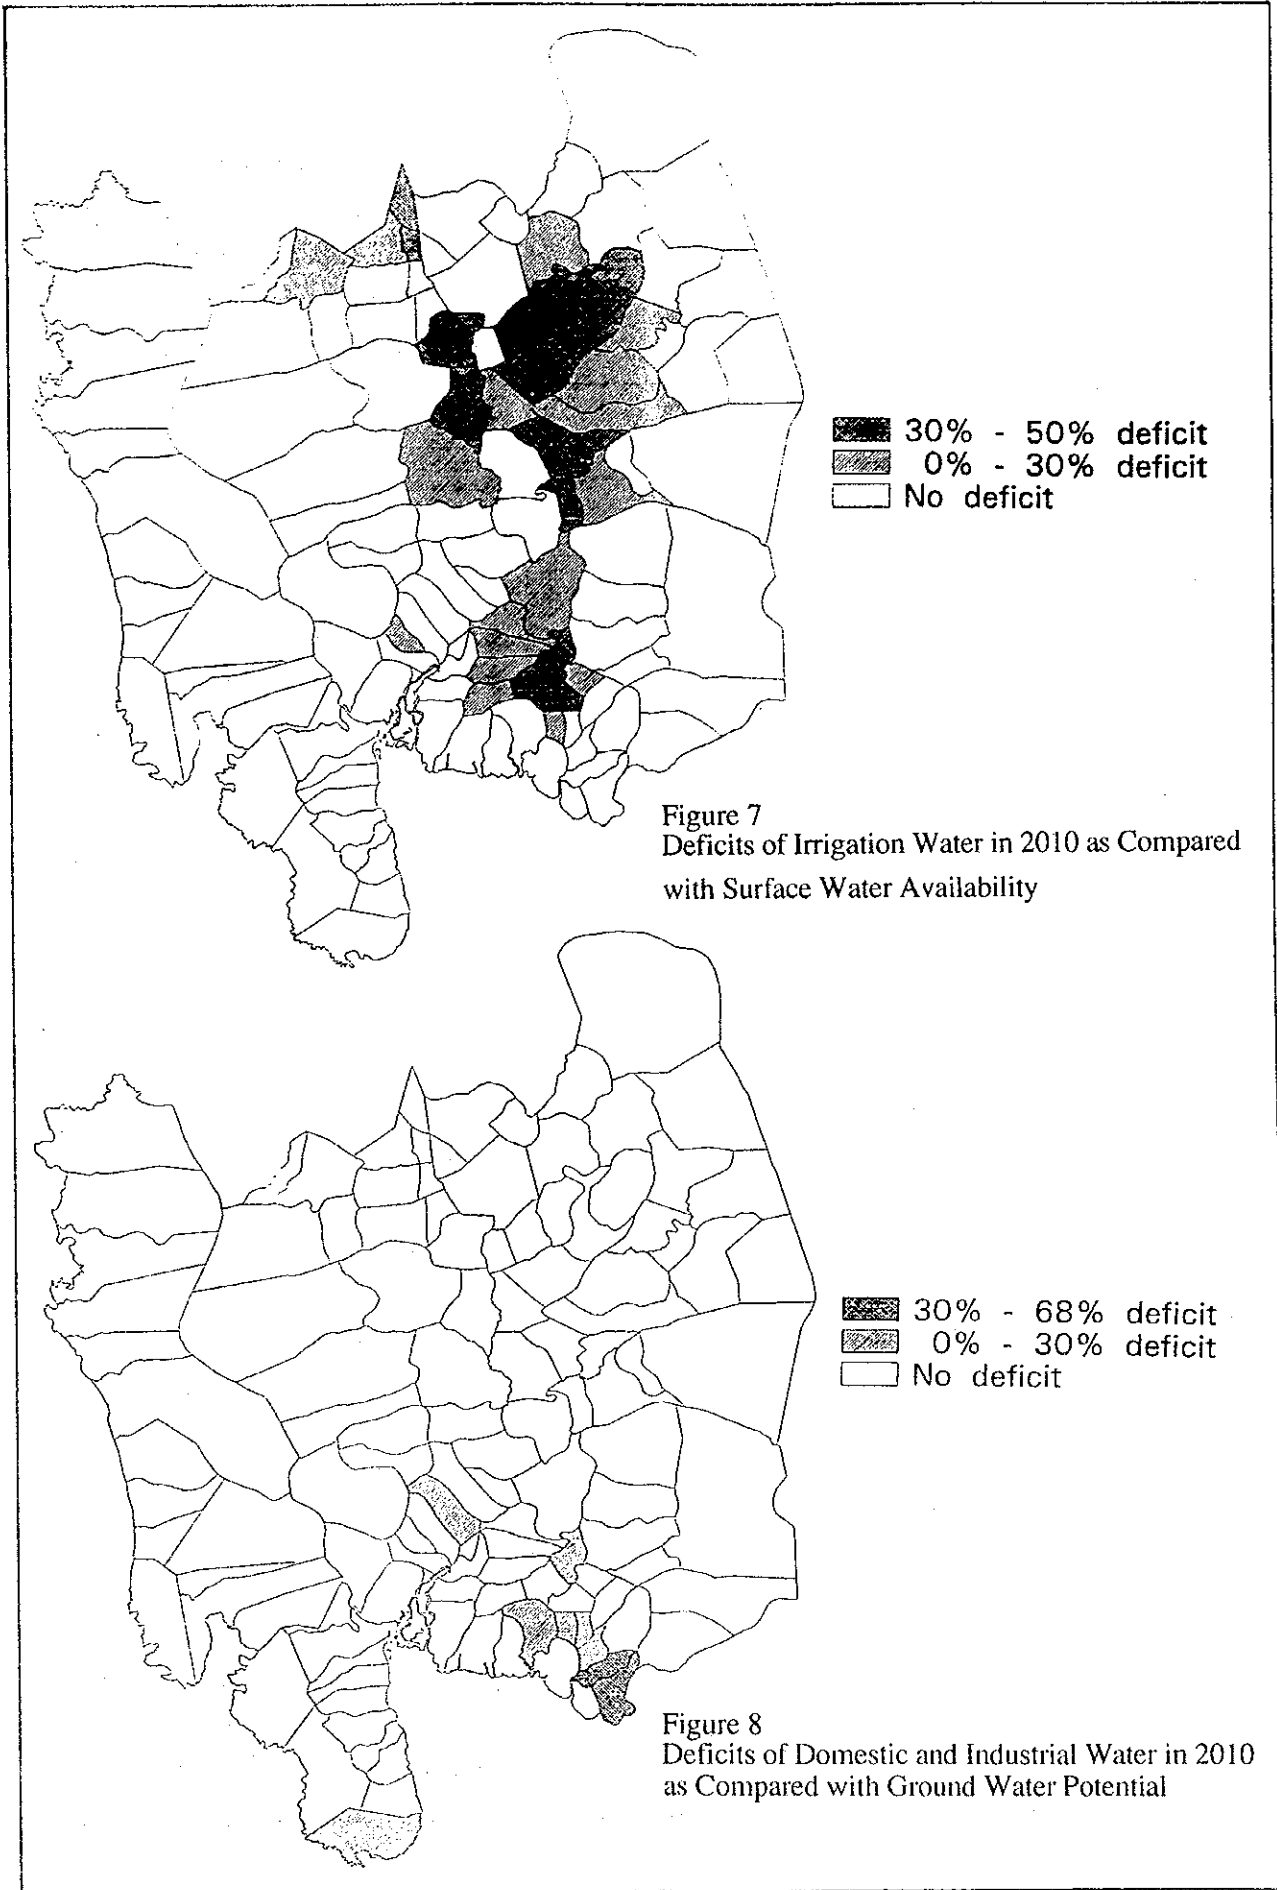 30% - 50% deficit
0% - 30% deficit
No deficit
Figure 7
Deficits of Irrigation Water in 2010 as Compared
with Surface Water Availability
30% - 68% deficit
0% - 30% deficit
No deficit
Figure 8
Deficits of Domestic and Industrial Water in 2010
as Compared with Ground Water Potential